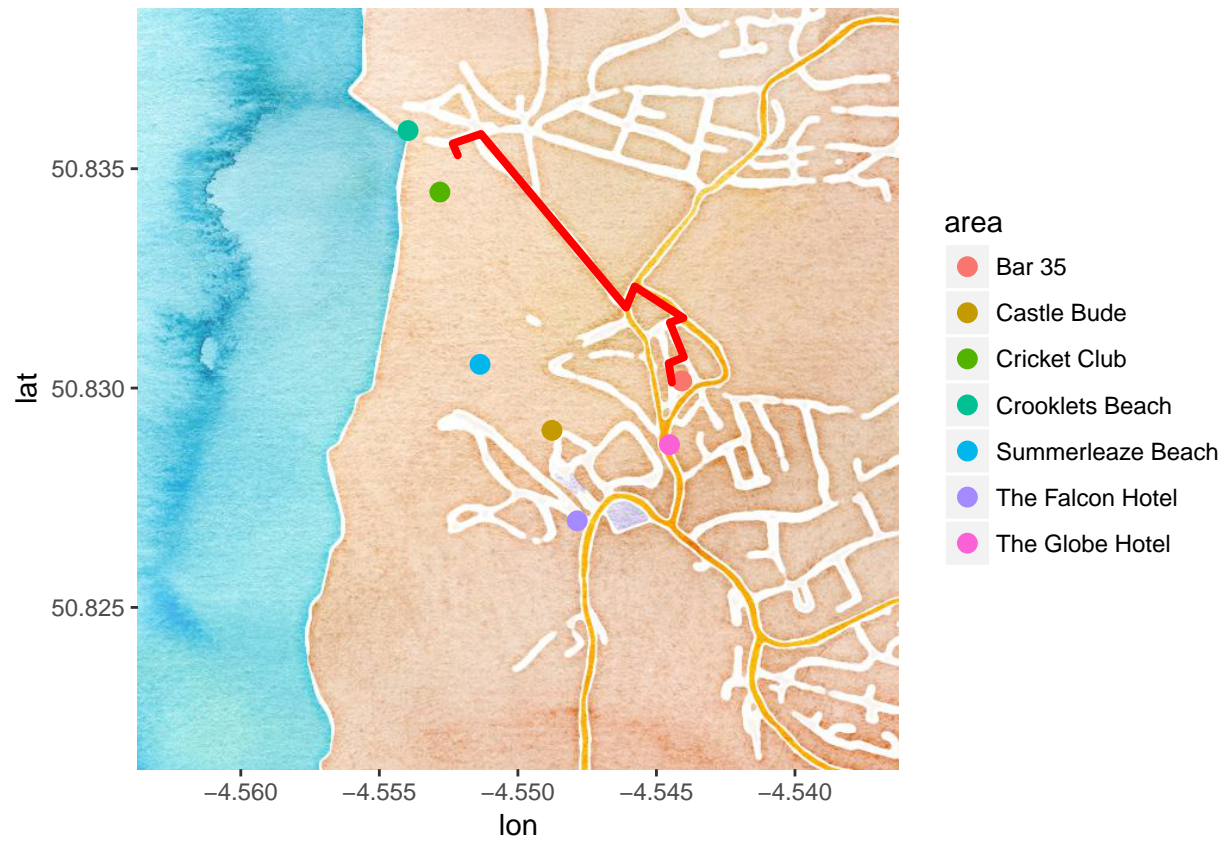 50.835
50.830
50.825
lat
−4.560
−4.555
−4.550
−4.545
−4.540
lon
area
Bar 35
Castle Bude
Cricket Club
Crooklets Beach
Summerleaze Beach
The Falcon Hotel
The Globe Hotel